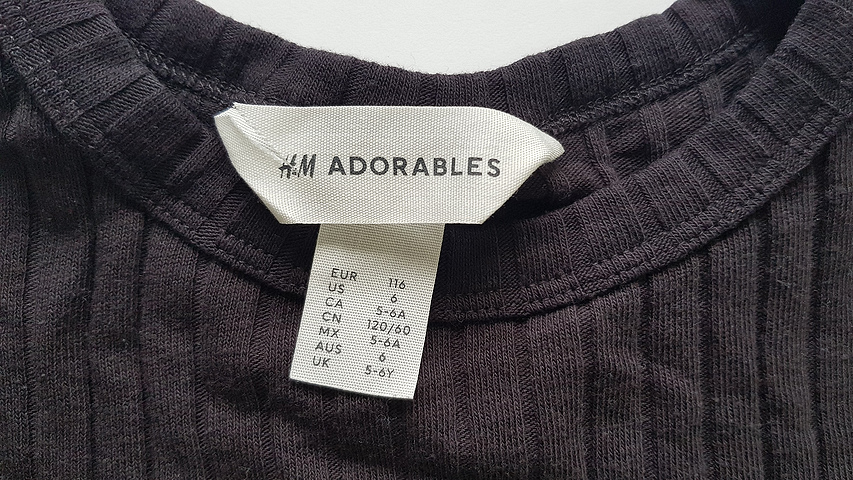 H&M ADORABLES
EUR 116
US 6
CA 5-6A
CN 120/60
MX 5-6A
AUS 6
UK 5-6Y